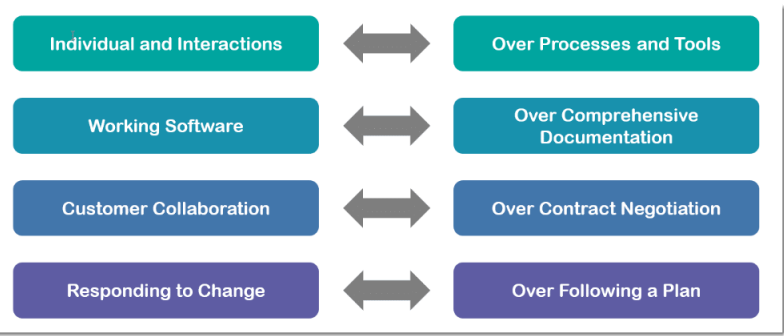 Individual and Interactions
Over Processes and Tools
Working Software
Over Comprehensive
Documentation
Customer Collaboration
Over Contract Negotiation
Responding to Change
Over Following a Plan